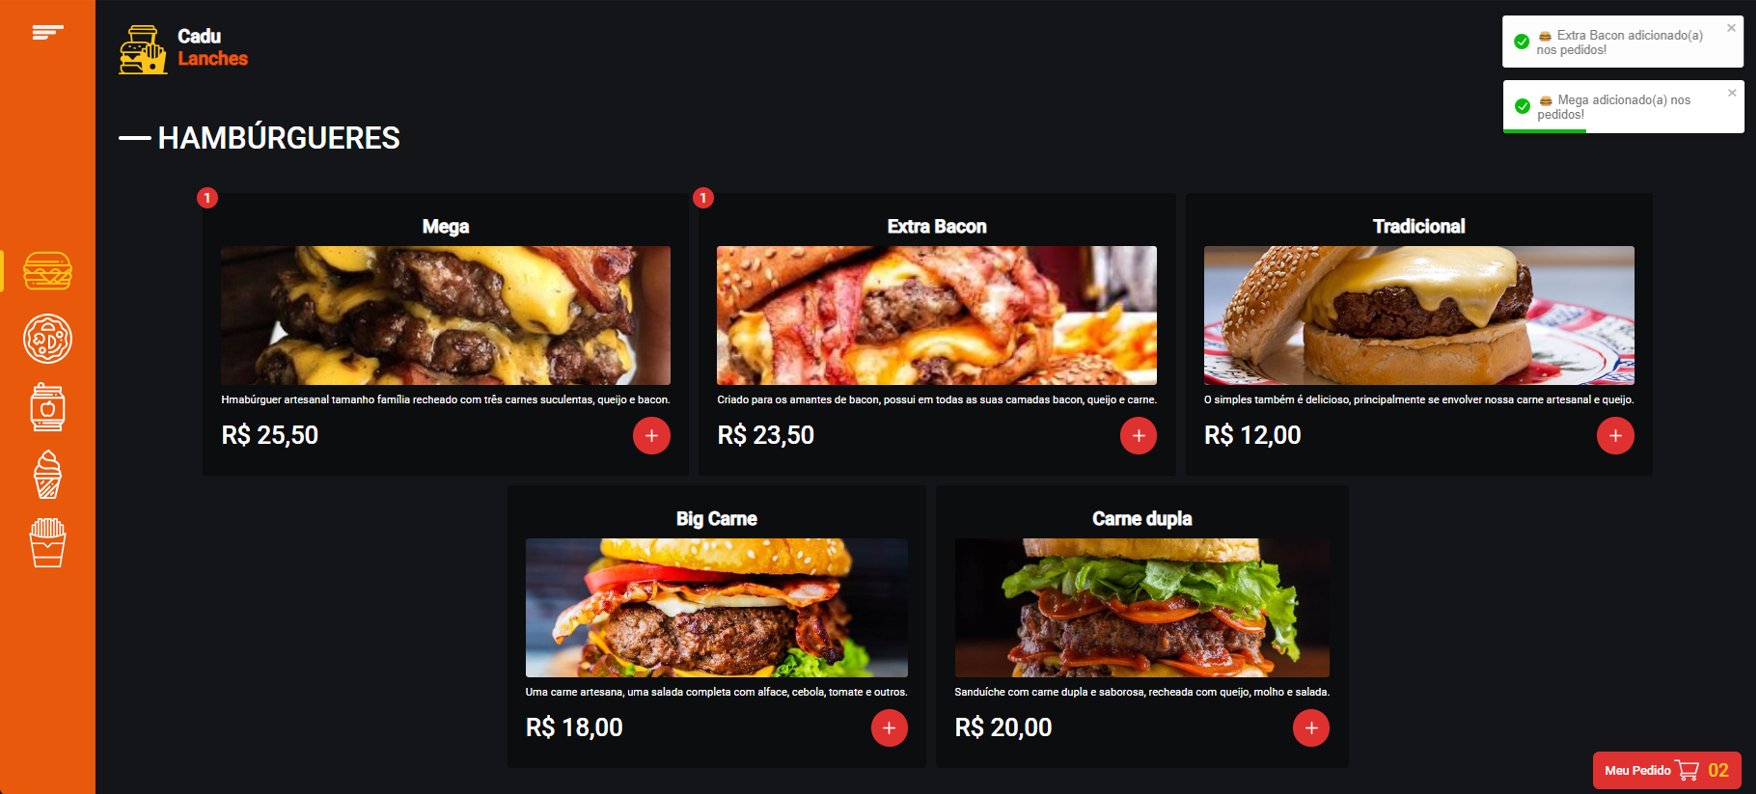 Cadu
Lanches
Extra Bacon adicionado(a)
nos pedidos!
Mega adicionado(a) nos
pedidos!
HAMBÚRGUERES
1
Mega
Hmabúrguer artesanal tamanho família recheado com três carnes suculentas, queijo e bacon.
R$ 25,50
+
1
Extra Bacon
Criado para os amantes de bacon, possui em todas as suas camadas bacon, queijo e carne.
R$ 23,50
+
Tradicional
O simples também é delicioso, principalmente se envolver nossa carne artesanal e queijo.
R$ 12,00
+
Big Carne
Uma carne artesana, uma salada completa com alface, cebola, tomate e outros.
R$ 18,00
+
Carne dupla
Sanduíche com carne dupla e saborosa, recheada com queijo, molho e salada.
R$ 20,00
+
Meu Pedido 02